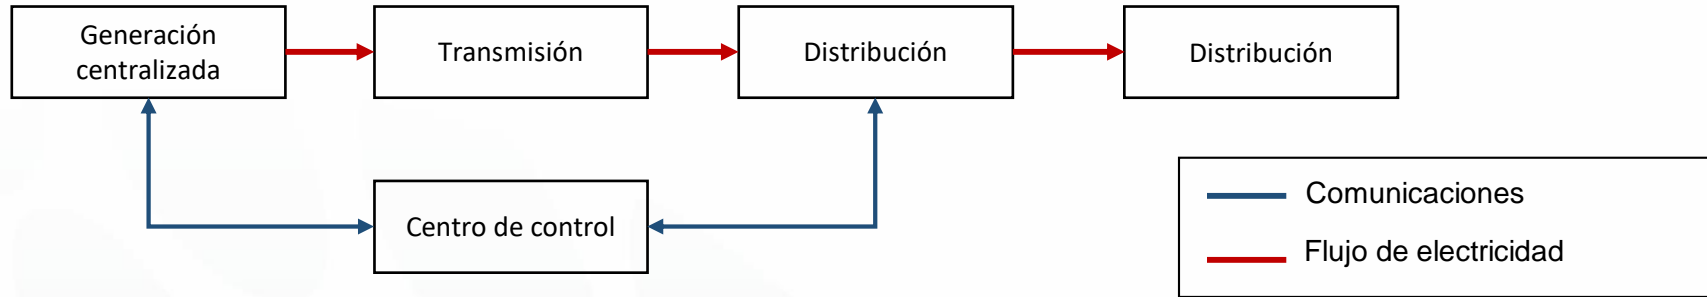 Generación
centralizada
Transmisión
Distribución
Distribución
Centro de control
Comunicaciones
Flujo de electricidad